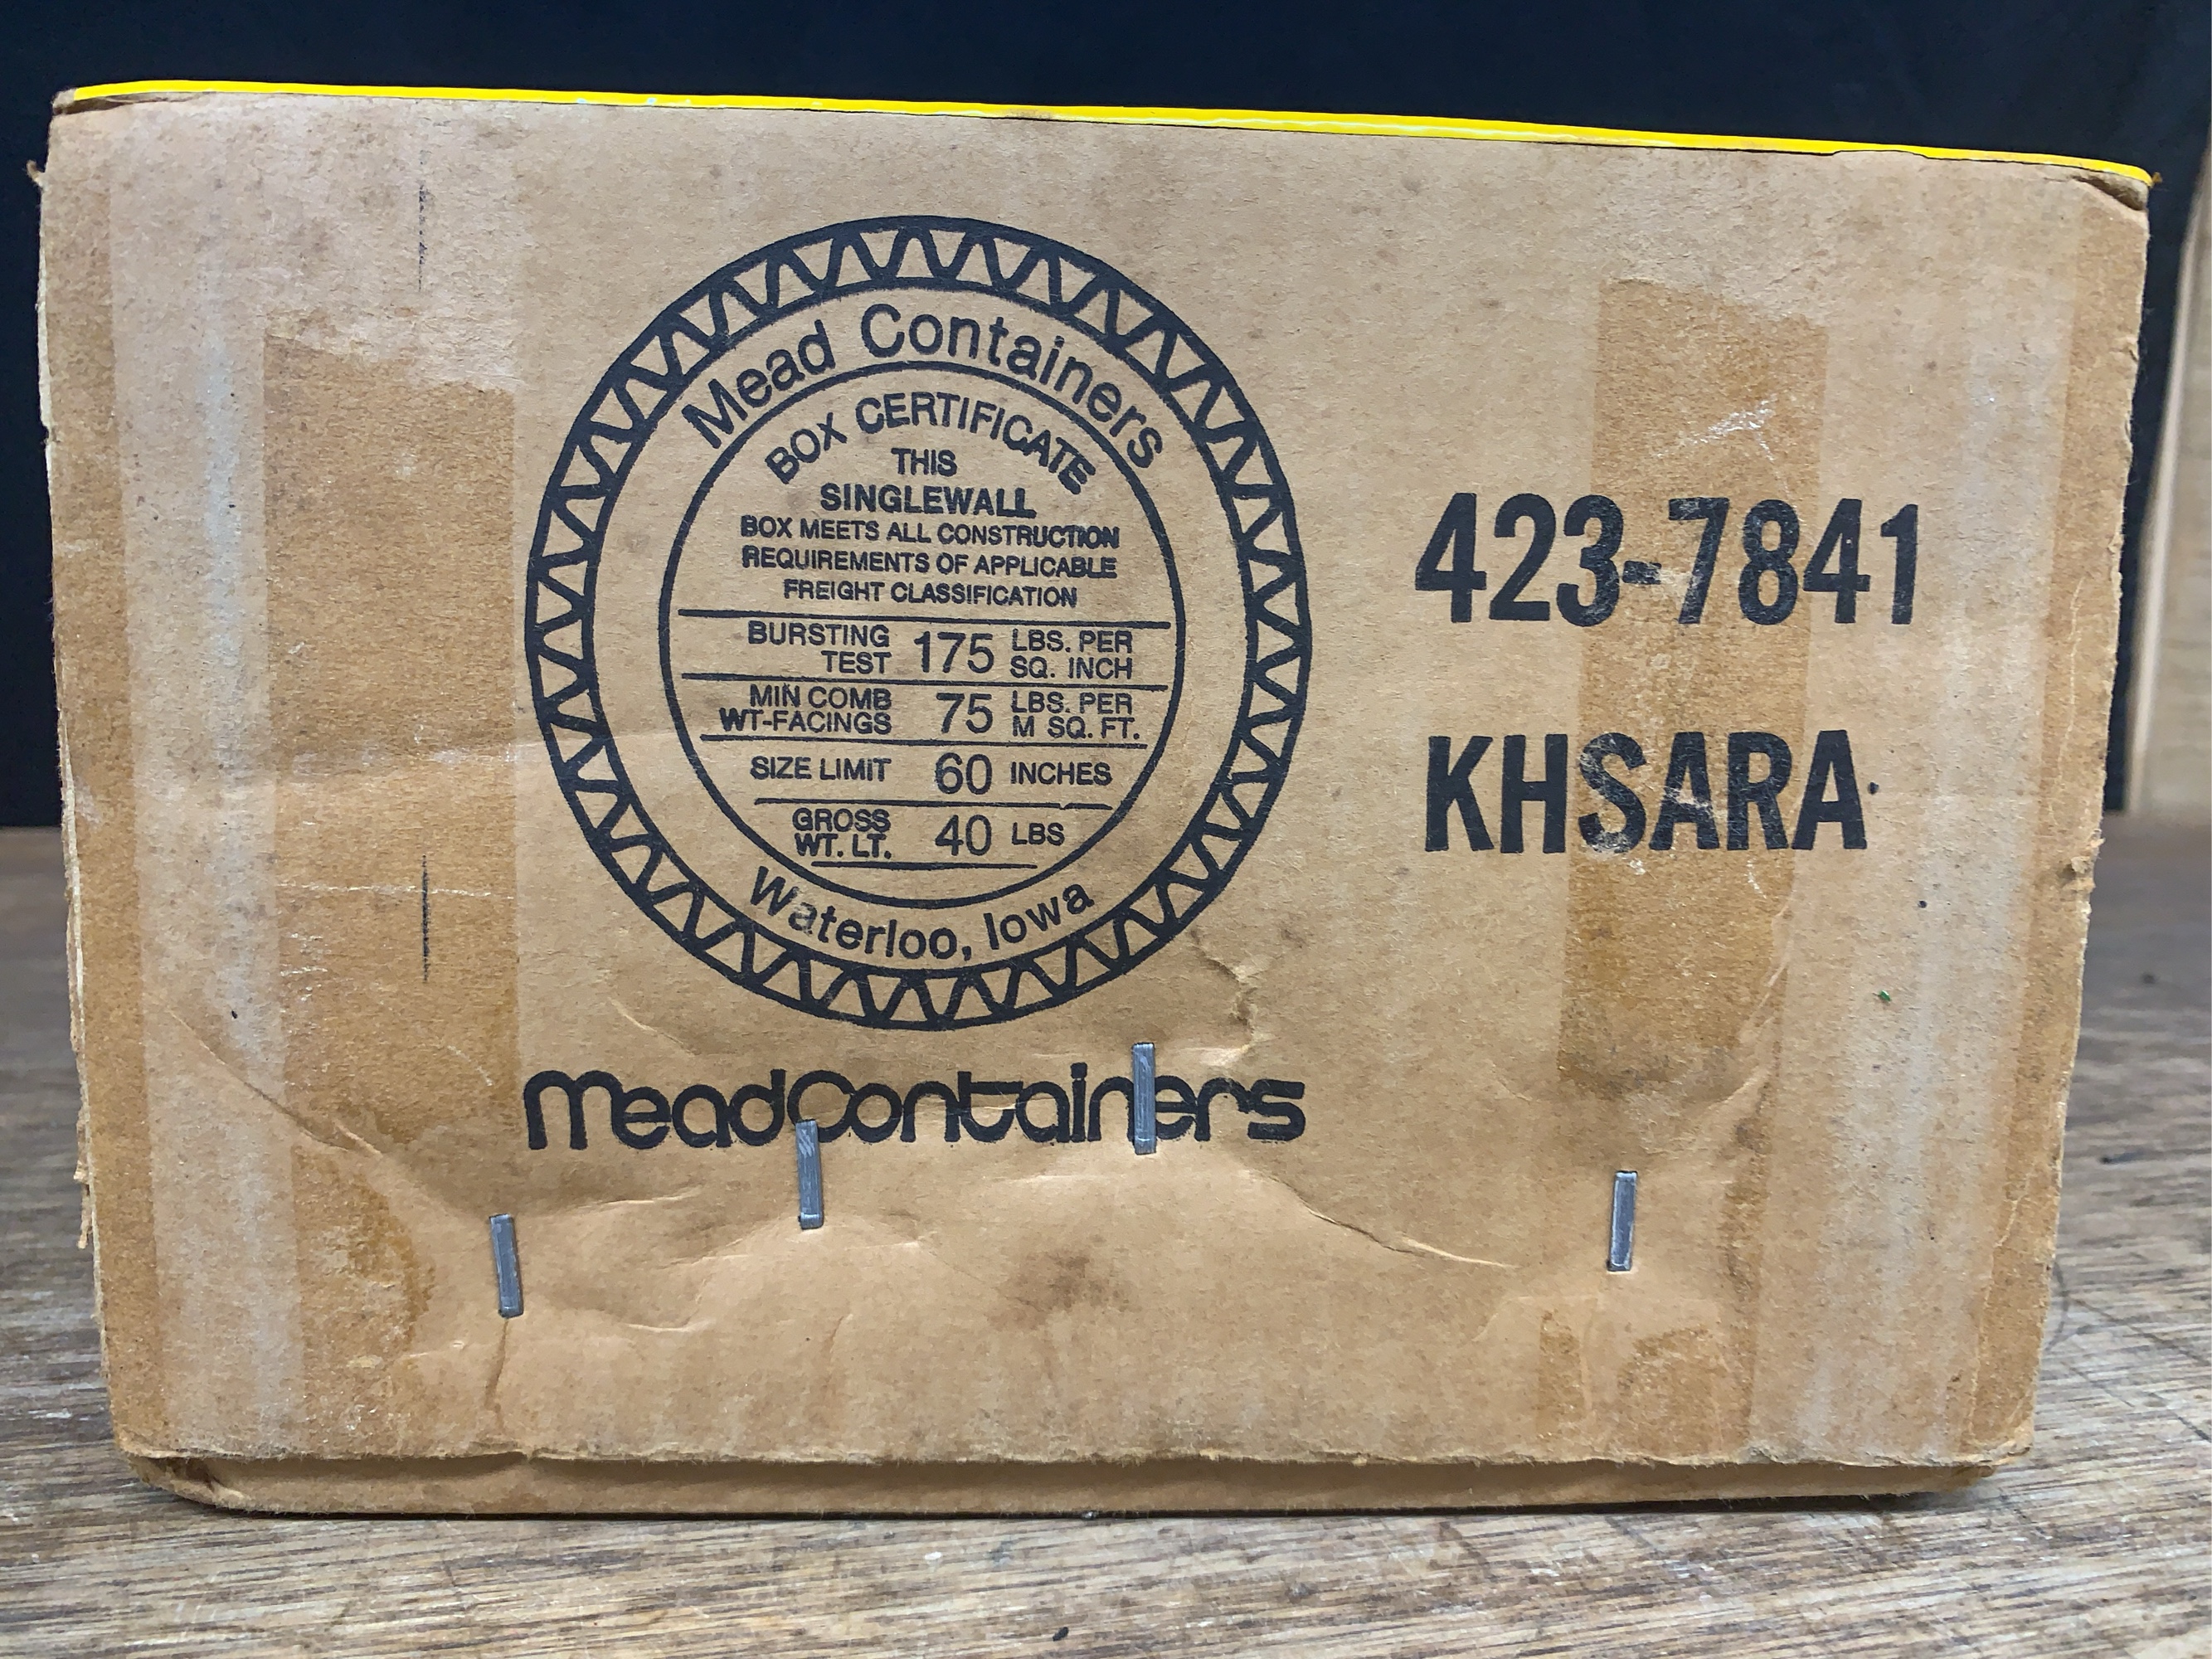 Mead Containers
BOX CERTIFICATE
THIS
SINGLEWALL
BOX MEETS ALL CONSTRUCTION
REQUIREMENTS OF APPLICABLE
FREIGHT CLASSIFICATION
BURSTING TEST 175 LBS. PER SQ. INCH
MIN COMB WT-FACINGS 75 LBS. PER M SQ. FT.
SIZE LIMIT 60 INCHES
GROSS WT. LT. 40 LBS
Waterloo, Iowa
MeadContainers
423-7841
KHSARA